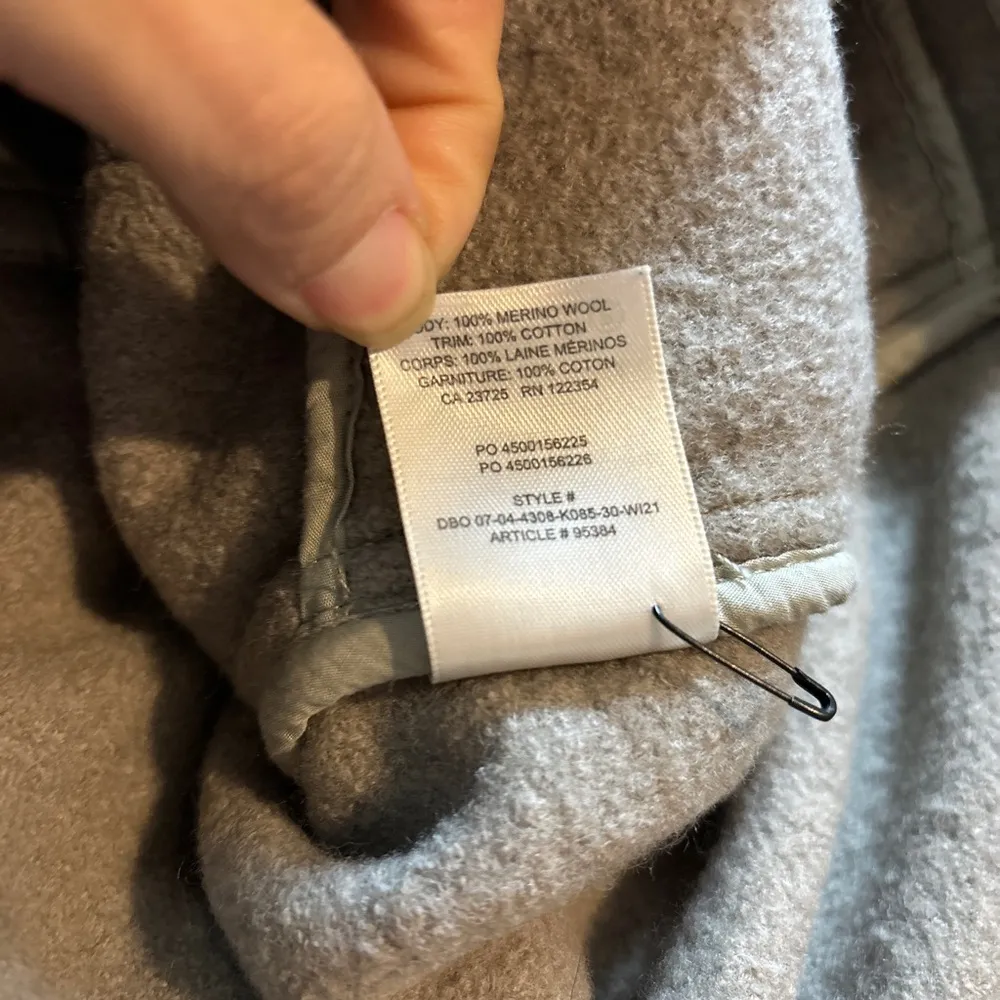 100% MERINO WOOL
TRIM: 100% COTTON
CORPS: 100% LAINE MÉRINOS
GARNITURE: 100% COTON
CA 23725 RN 122354
PO 4500156225
PO 4500156226
STYLE #
DBO 07-04-4308-K085-30-WI21
ARTICLE # 95384